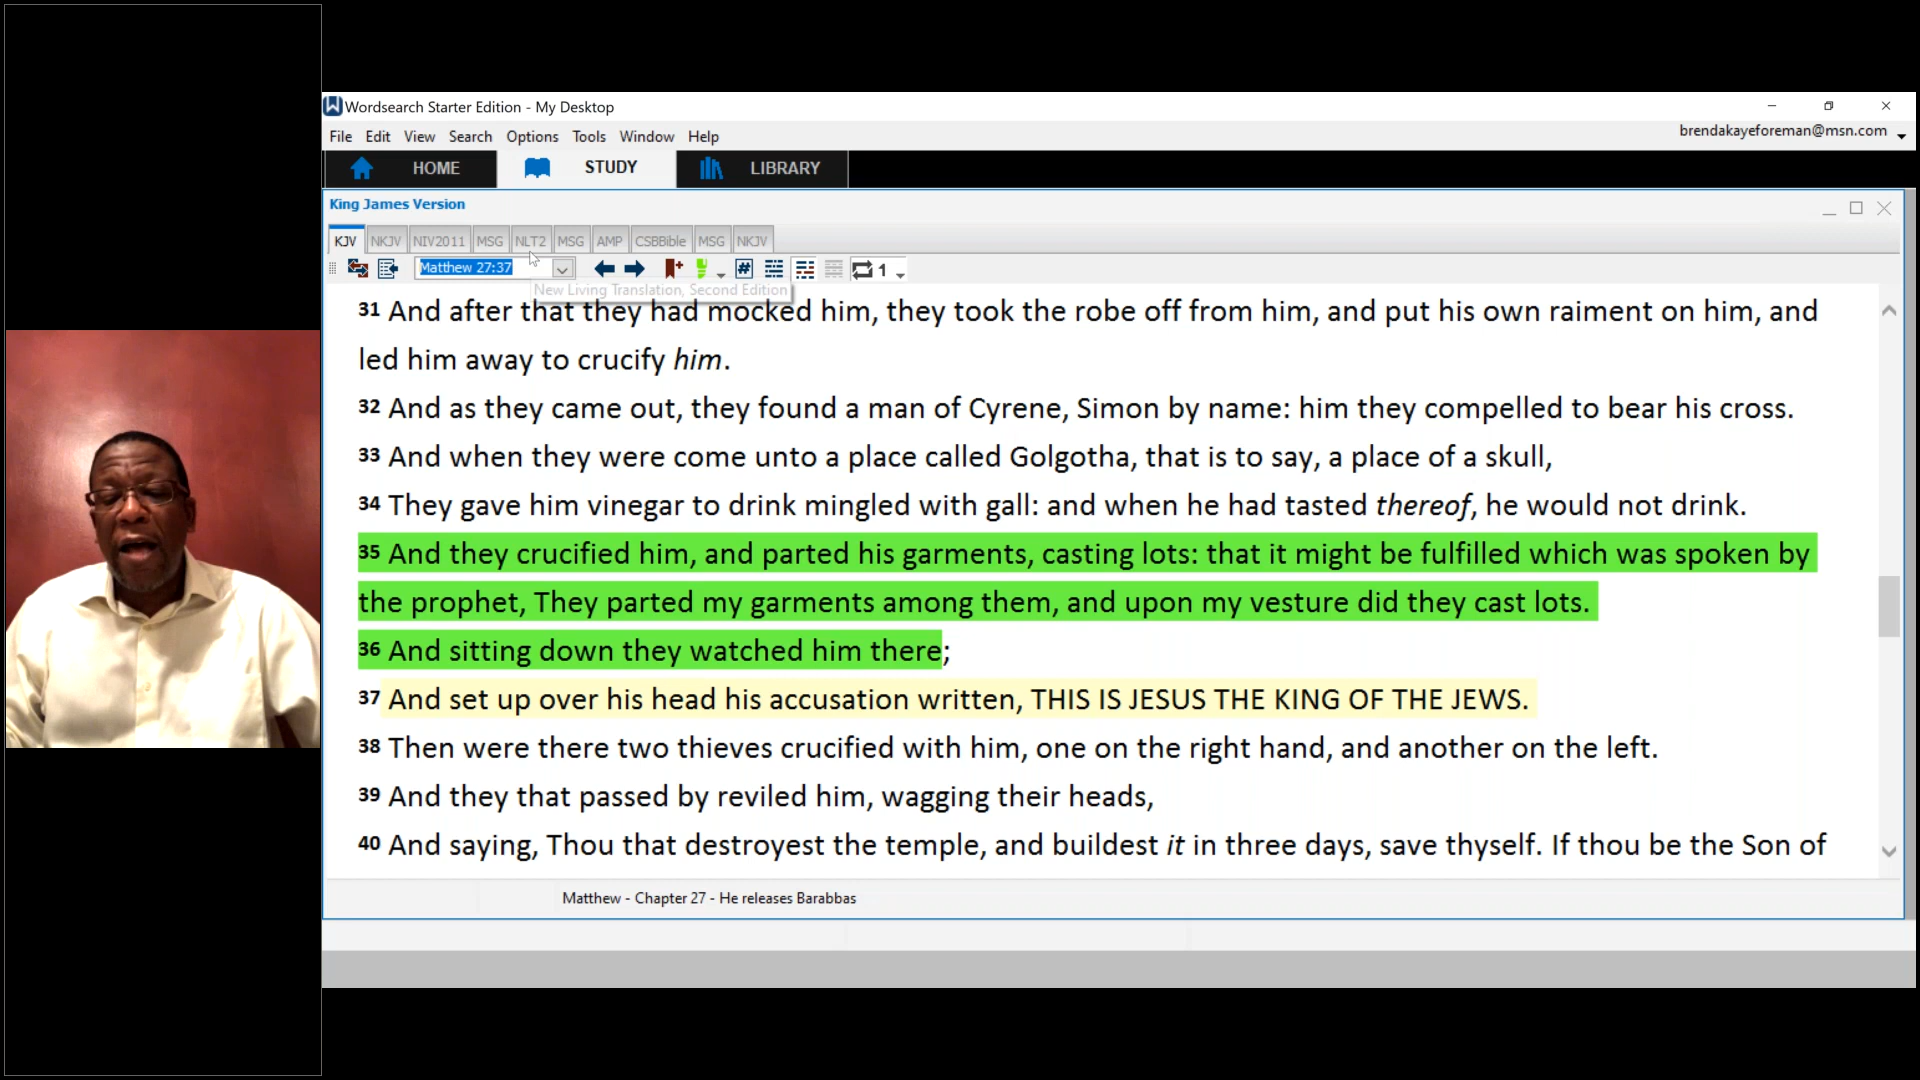 Wordsearch Starter Edition - My Desktop
File Edit View Search Options Tools Window Help
brendakayeforeman@msn.com
HOME STUDY LIBRARY
King James Version
KJV NKJV NIV2011 MSG NLT2 MSG AMP CSBBible MSG NKJV
Matthew 27:37 # 1
New Living Translation, Second Edition
31 And after that they had mocked him, they took the robe off from him, and put his own raiment on him, and
led him away to crucify him.
32 And as they came out, they found a man of Cyrene, Simon by name: him they compelled to bear his cross.
33 And when they were come unto a place called Golgotha, that is to say, a place of a skull,
34 They gave him vinegar to drink mingled with gall: and when he had tasted thereof, he would not drink.
35 And they crucified him, and parted his garments, casting lots: that it might be fulfilled which was spoken by
the prophet, They parted my garments among them, and upon my vesture did they cast lots.
36 And sitting down they watched him there;
37 And set up over his head his accusation written, THIS IS JESUS THE KING OF THE JEWS.
38 Then were there two thieves crucified with him, one on the right hand, and another on the left.
39 And they that passed by reviled him, wagging their heads,
40 And saying, Thou that destroyest the temple, and buildest it in three days, save thyself. If thou be the Son of
Matthew - Chapter 27 - He releases Barabbas